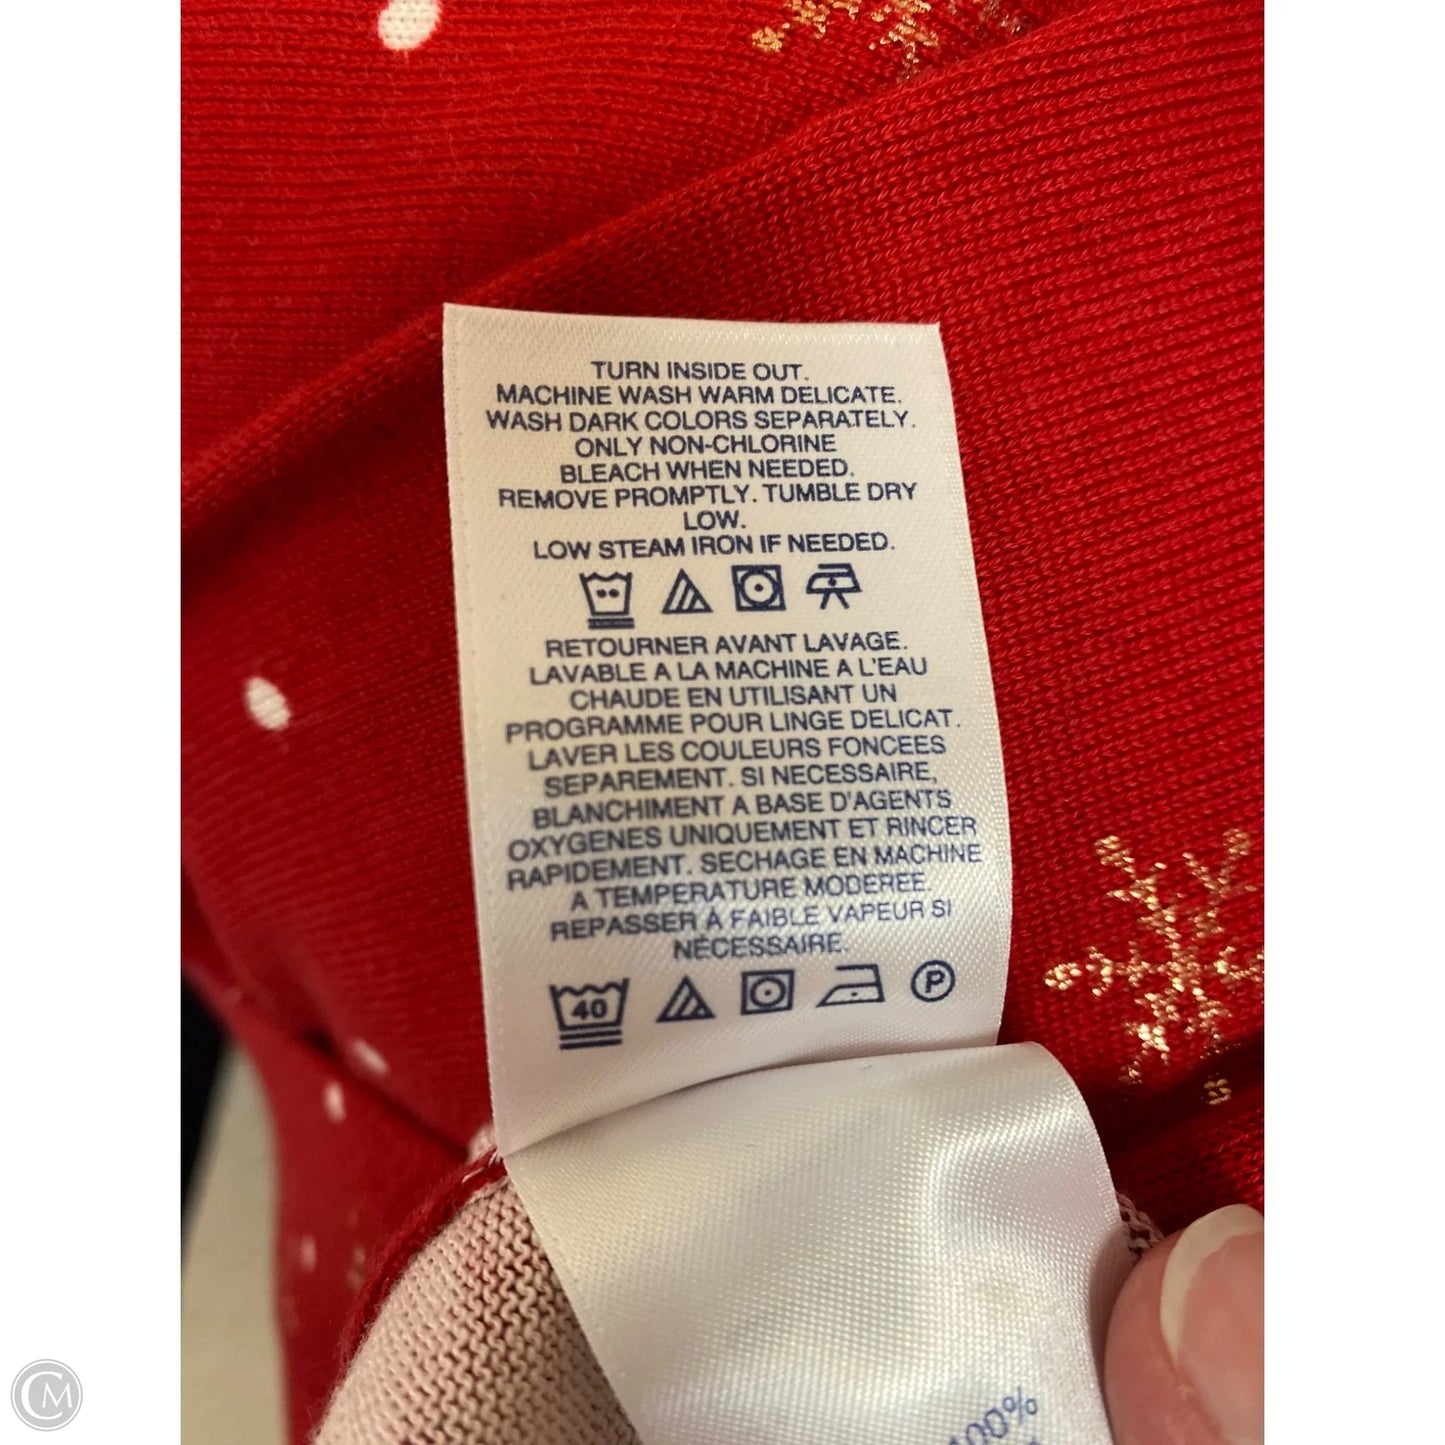 TURN INSIDE OUT.
MACHINE WASH WARM DELICATE.
WASH DARK COLORS SEPARATELY.
ONLY NON-CHLORINE
BLEACH WHEN NEEDED.
REMOVE PROMPTLY. TUMBLE DRY
LOW.
LOW STEAM IRON IF NEEDED.
RETOURNER AVANT LAVAGE.
LAVABLE A LA MACHINE A L'EAU
CHAUDE EN UTILISANT UN
PROGRAMME POUR LINGE DELICAT.
LAVER LES COULEURS FONCEES
SEPAREMENT. SI NECESSAIRE,
BLANCHIMENT A BASE D'AGENTS
OXYGENES UNIQUEMENT ET RINCER
RAPIDEMENT. SECHAGE EN MACHINE
A TEMPERATURE MODEREE.
REPASSER À FAIBLE VAPEUR SI
NÉCESSAIRE.
40 P
100%
CM